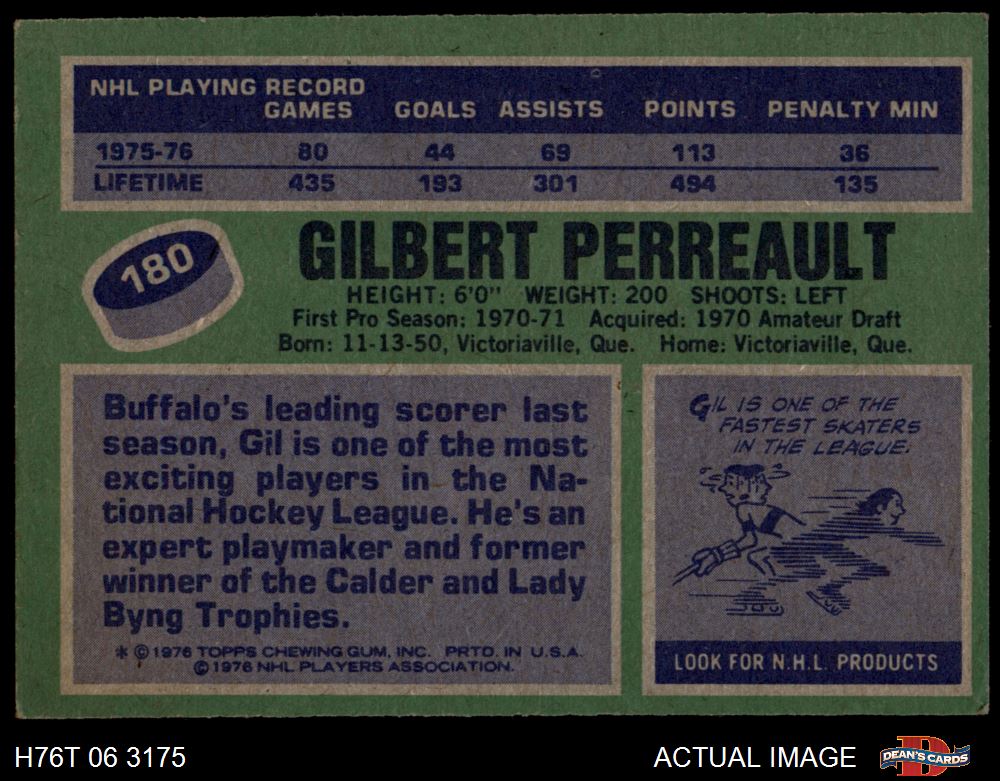 NHL PLAYING RECORD
GAMES GOALS ASSISTS POINTS PENALTY MIN
1975-76 80 44 69 113 36
LIFETIME 435 193 301 494 135
180
GILBERT PERREAULT
HEIGHT: 6'0" WEIGHT: 200 SHOOTS: LEFT
First Pro Season: 1970-71 Acquired: 1970 Amateur Draft
Born: 11-13-50, Victoriaville, Que. Home: Victoriaville, Que.
Buffalo's leading scorer last
season, Gil is one of the most
exciting players in the Na-
tional Hockey League. He's an
expert playmaker and former
winner of the Calder and Lady
Byng Trophies.
* © 1976 TOPPS CHEWING GUM, INC. PRTD. IN U.S.A.
© 1976 NHL PLAYERS ASSOCIATION.
GIL IS ONE OF THE
FASTEST SKATERS
IN THE LEAGUE.
LOOK FOR N.H.L. PRODUCTS
H76T 06 3175
ACTUAL IMAGE
DEAN'S CARDS